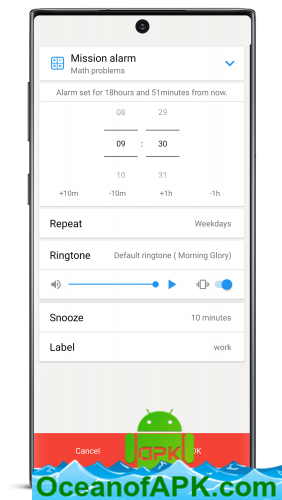 Mission alarm
Math problems
Alarm set for 18hours and 51minutes from now.
08 29
09 : 30
10 31
+10m -10m +1h -1h
Repeat Weekdays
Ringtone Default ringtone ( Morning Glory)
Snooze 10 minutes
Label work
Cancel OK
APK
OceanofAPK.com